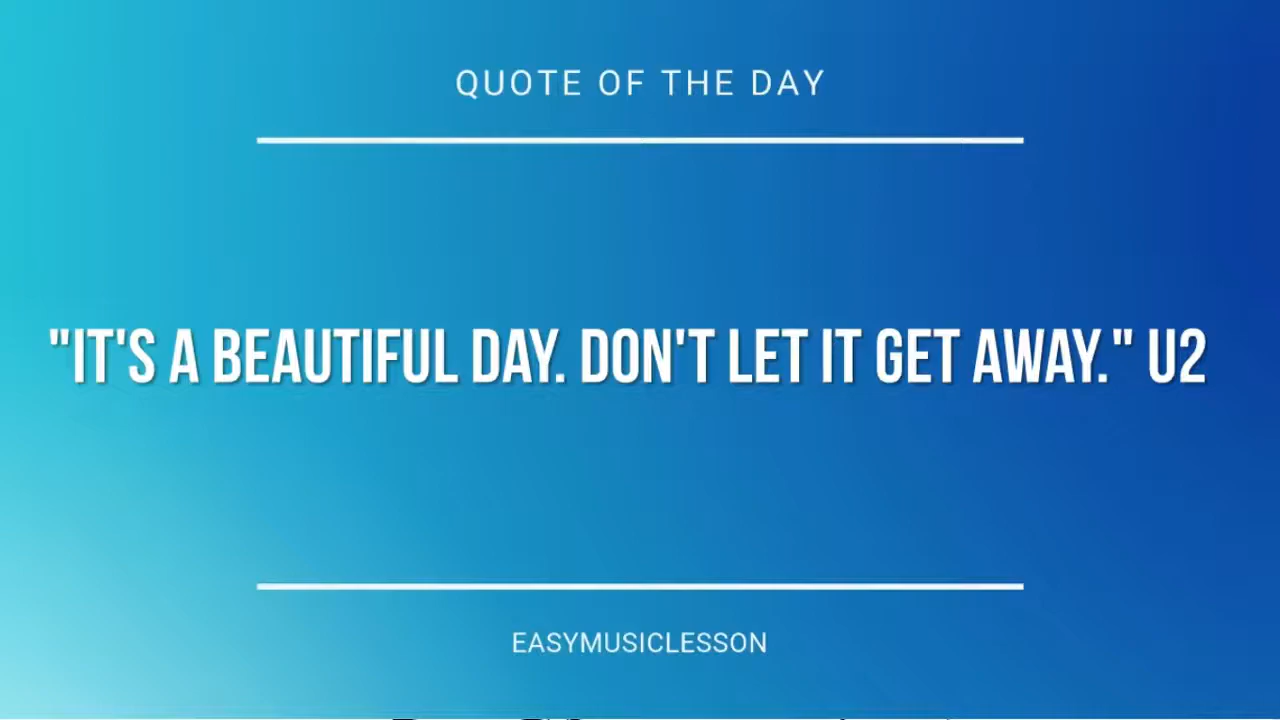 QUOTE OF THE DAY
"IT'S A BEAUTIFUL DAY. DON'T LET IT GET AWAY." U2
EASYMUSICLESSON